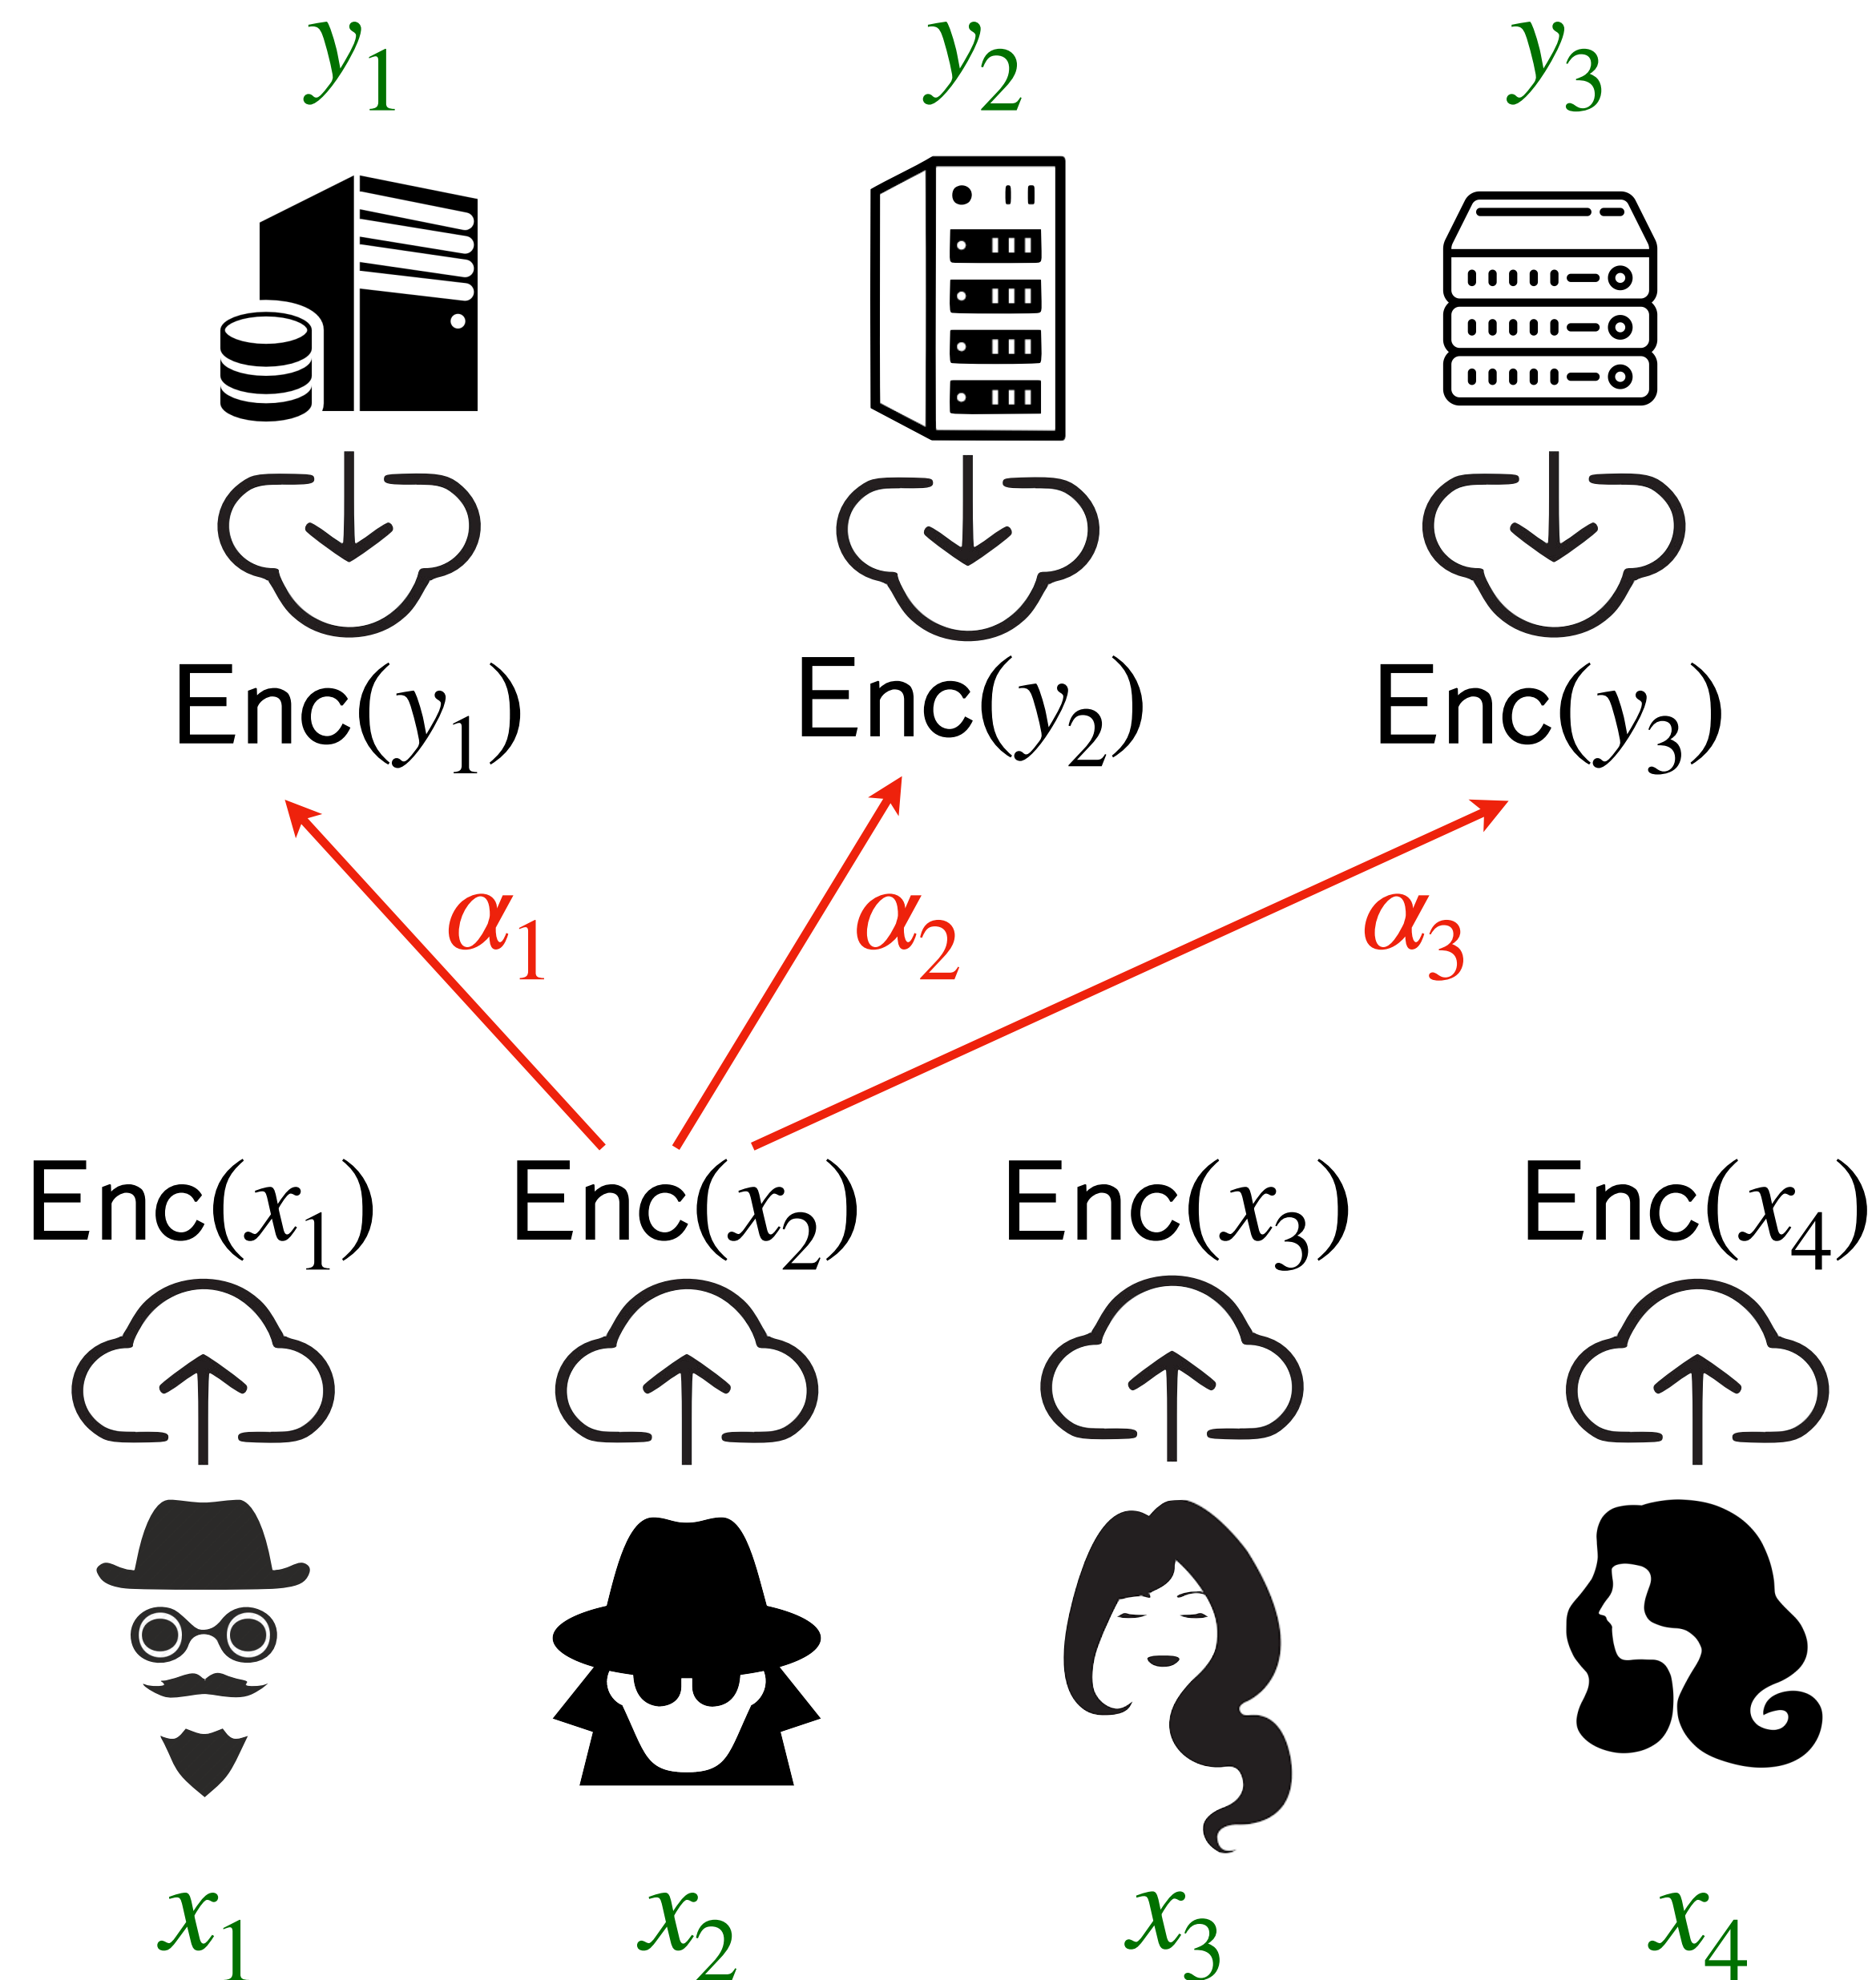 y₁ y₂ y₃
Enc(y₁) Enc(y₂) Enc(y₃)
α₁ α₂ α₃
Enc(x₁) Enc(x₂) Enc(x₃) Enc(x₄)
x₁ x₂ x₃ x₄